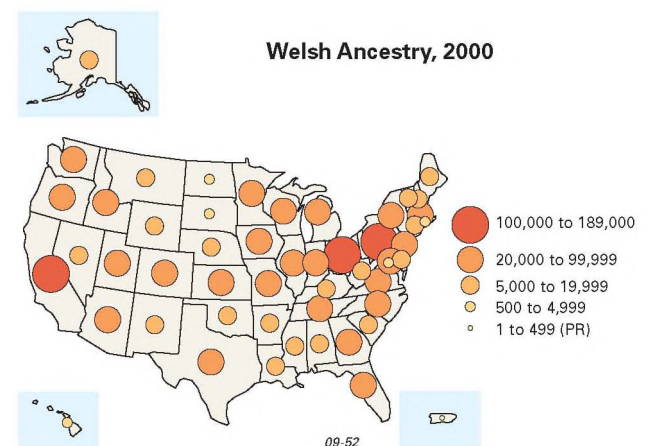 Welsh Ancestry, 2000
100,000 to 189,000
20,000 to 99,999
5,000 to 19,999
500 to 4,999
1 to 499 (PR)
09-52